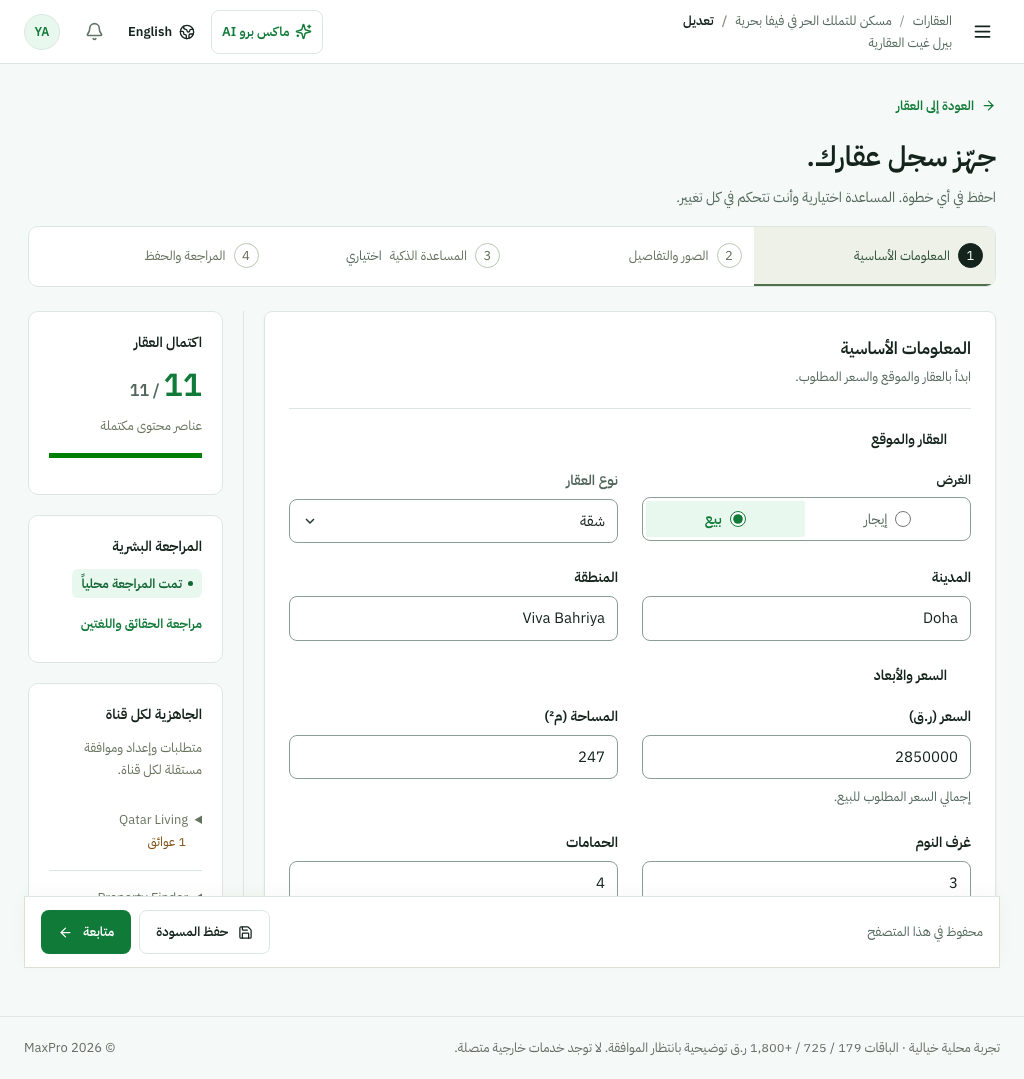 العقارات / مسكن للتملك الحر في فيفا بحرية / تعديل
بيرل غيت العقارية
ماكس برو AI
English
YA
العودة إلى العقار
جهّز سجل عقارك.
احفظ في أي خطوة. المساعدة اختيارية وأنت تتحكم في كل تغيير.
1 المعلومات الأساسية
2 الصور والتفاصيل
3 المساعدة الذكية اختياري
4 المراجعة والحفظ
المعلومات الأساسية
ابدأ بالعقار والموقع والسعر المطلوب.
العقار والموقع
الغرض
إيجار
بيع
نوع العقار
شقة
المدينة
Doha
المنطقة
Viva Bahriya
السعر والأبعاد
السعر (ر.ق)
2850000
إجمالي السعر المطلوب للبيع.
المساحة (م²)
247
غرف النوم
3
الحمامات
4
اكتمال العقار
11 / 11
عناصر محتوى مكتملة
المراجعة البشرية
تمت المراجعة محلياً
مراجعة الحقائق واللغتين
الجاهزية لكل قناة
متطلبات وإعداد وموافقة
مستقلة لكل قناة.
Qatar Living
1 عوائق
Property Finder
محفوظ في هذا المتصفح
حفظ المسودة
متابعة
تجربة محلية خيالية · الباقات 179 / 725 / +1,800 ر.ق توضيحية بانتظار الموافقة. لا توجد خدمات خارجية متصلة.
© 2026 MaxPro